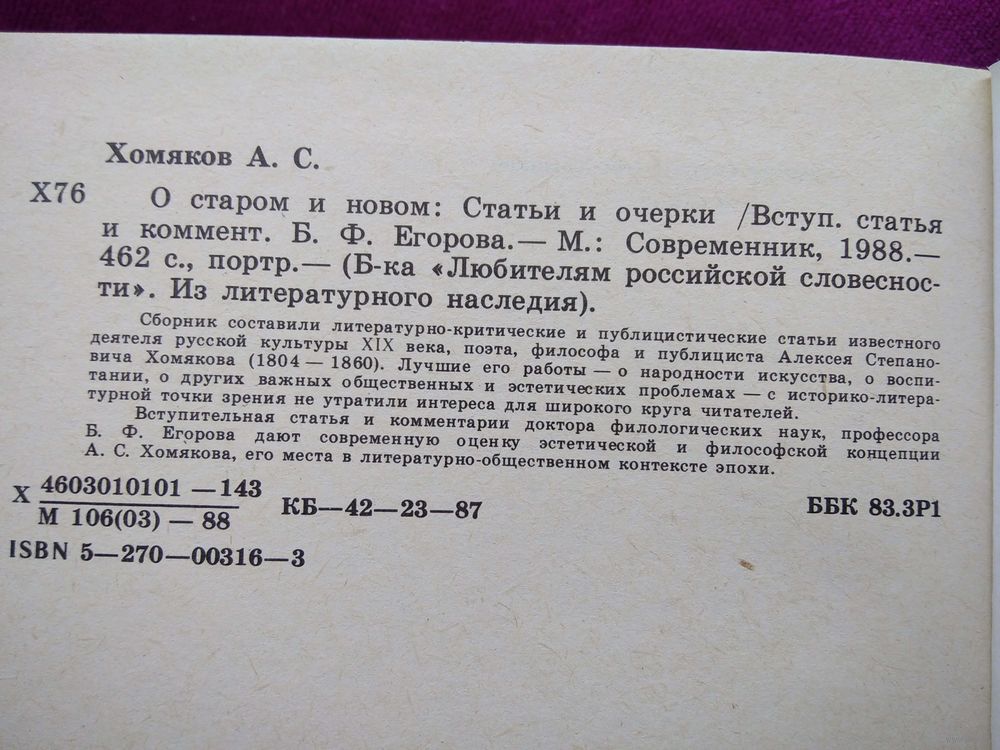 Хомяков А. С.
Х76 О старом и новом: Статьи и очерки /Вступ. статья
и коммент. Б. Ф. Егорова.— М.: Современник, 1988.—
462 с., портр.— (Б-ка «Любителям российской словеснос-
ти». Из литературного наследия).
Сборник составили литературно-критические и публицистические статьи известного
деятеля русской культуры XIX века, поэта, философа и публициста Алексея Степано-
вича Хомякова (1804 — 1860). Лучшие его работы — о народности искусства, о воспи-
тании, о других важных общественных и эстетических проблемах — с историко-литера-
турной точки зрения не утратили интереса для широкого круга читателей.
Вступительная статья и комментарии доктора филологических наук, профессора
Б. Ф. Егорова дают современную оценку эстетической и философской концепции
А. С. Хомякова, его места в литературно-общественном контексте эпохи.
Х 4603010101 —143
М 106(03) — 88
КБ—42—23—87
ББК 83.3Р1
ISBN 5—270—00316—3